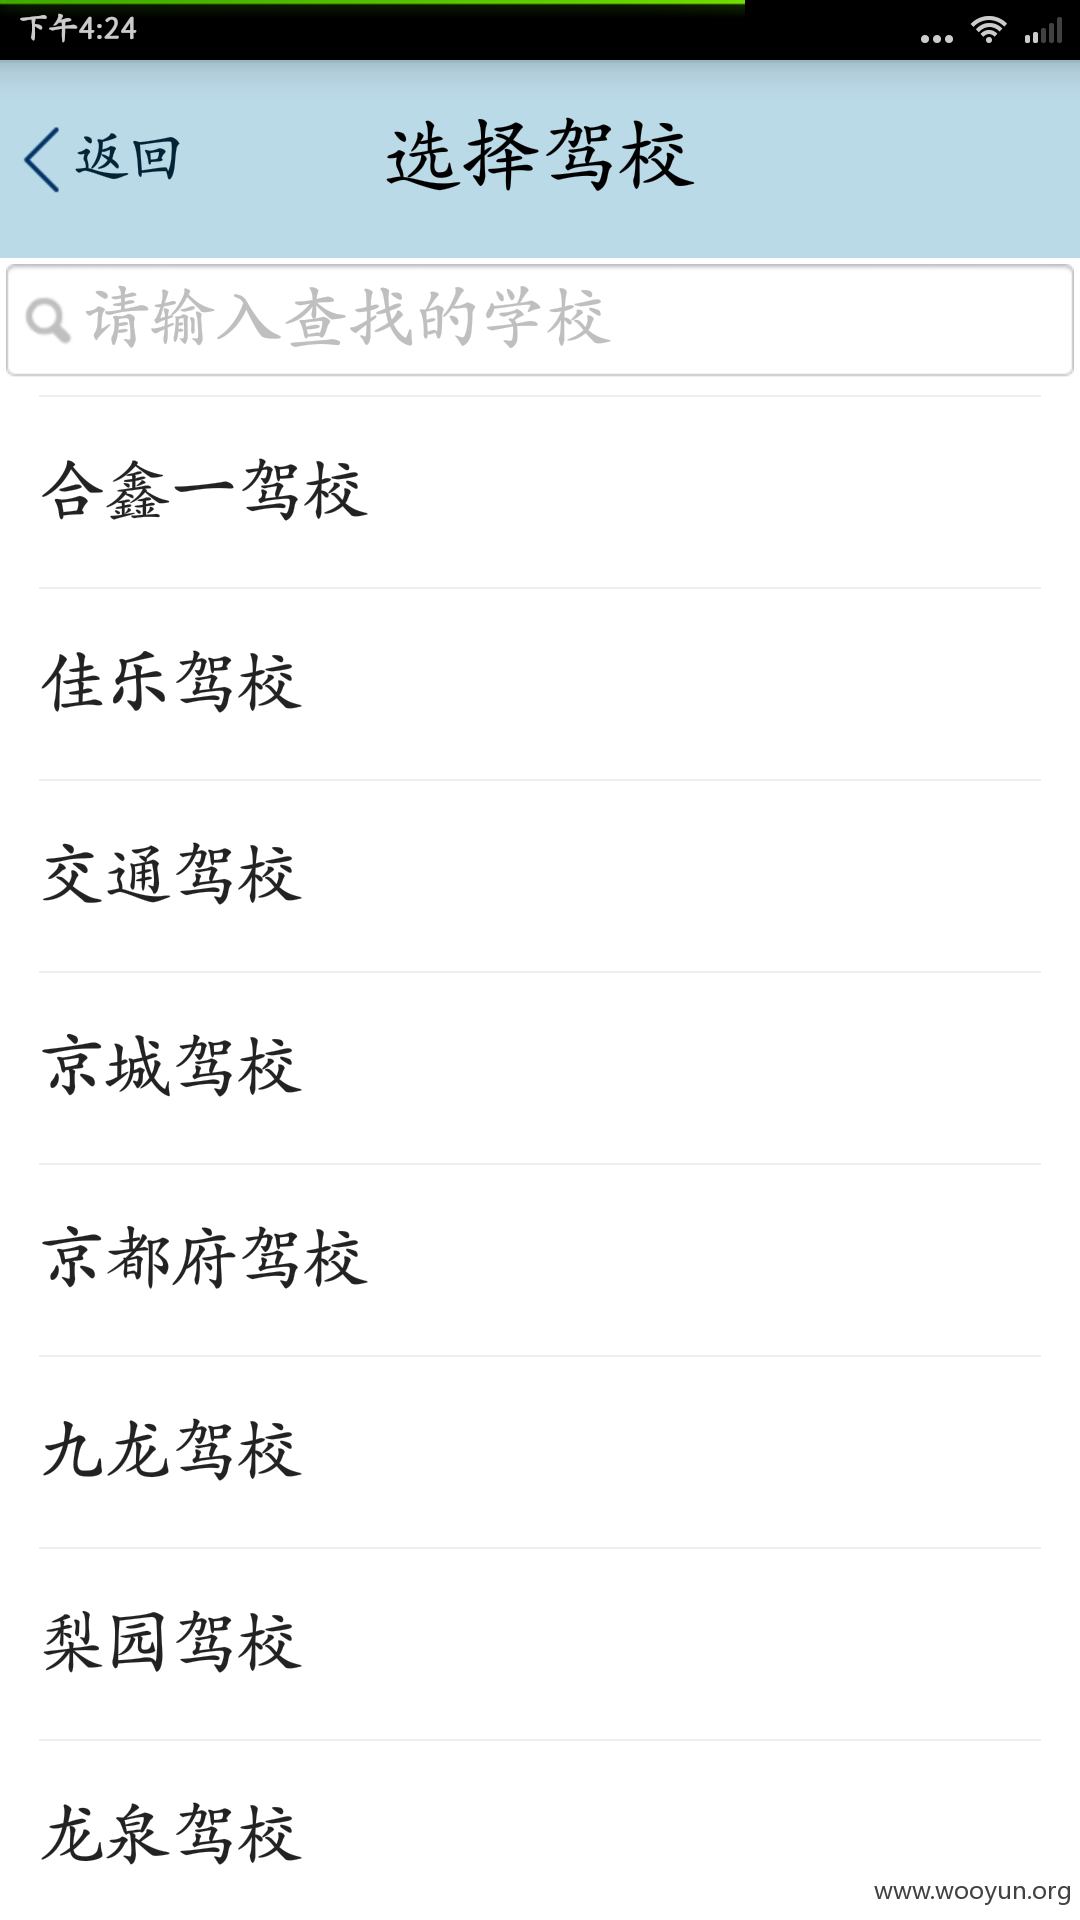 下午4:24
返回
选择驾校
请输入查找的学校
合鑫一驾校
佳乐驾校
交通驾校
京城驾校
京都府驾校
九龙驾校
梨园驾校
龙泉驾校
www.wooyun.org